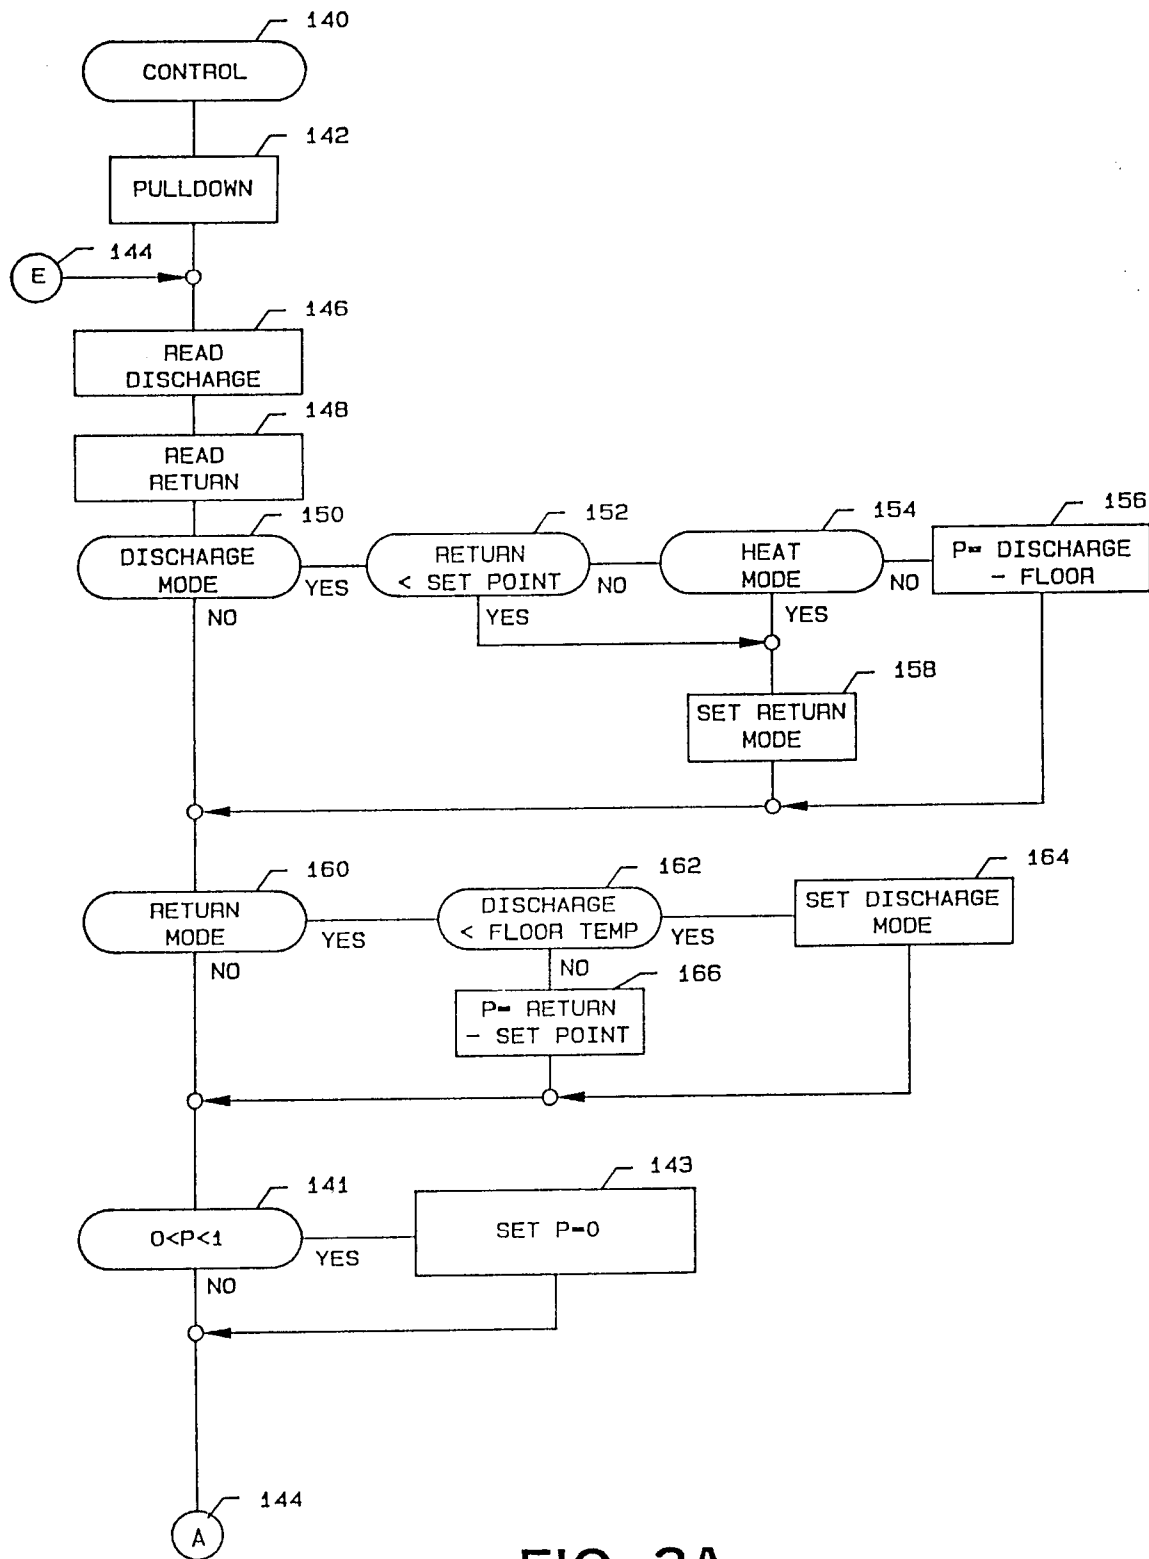 140
CONTROL
142
PULLDOWN
E
144
146
READ
DISCHARGE
148
READ
RETURN
150
DISCHARGE
MODE
YES
NO
152
RETURN
< SET POINT
NO
YES
154
HEAT
MODE
NO
YES
156
P= DISCHARGE
- FLOOR
158
SET RETURN
MODE
160
RETURN
MODE
YES
NO
162
DISCHARGE
< FLOOR TEMP
YES
NO
164
SET DISCHARGE
MODE
166
P= RETURN
- SET POINT
141
0<P<1
YES
NO
143
SET P=0
144
A
FIG. 3A